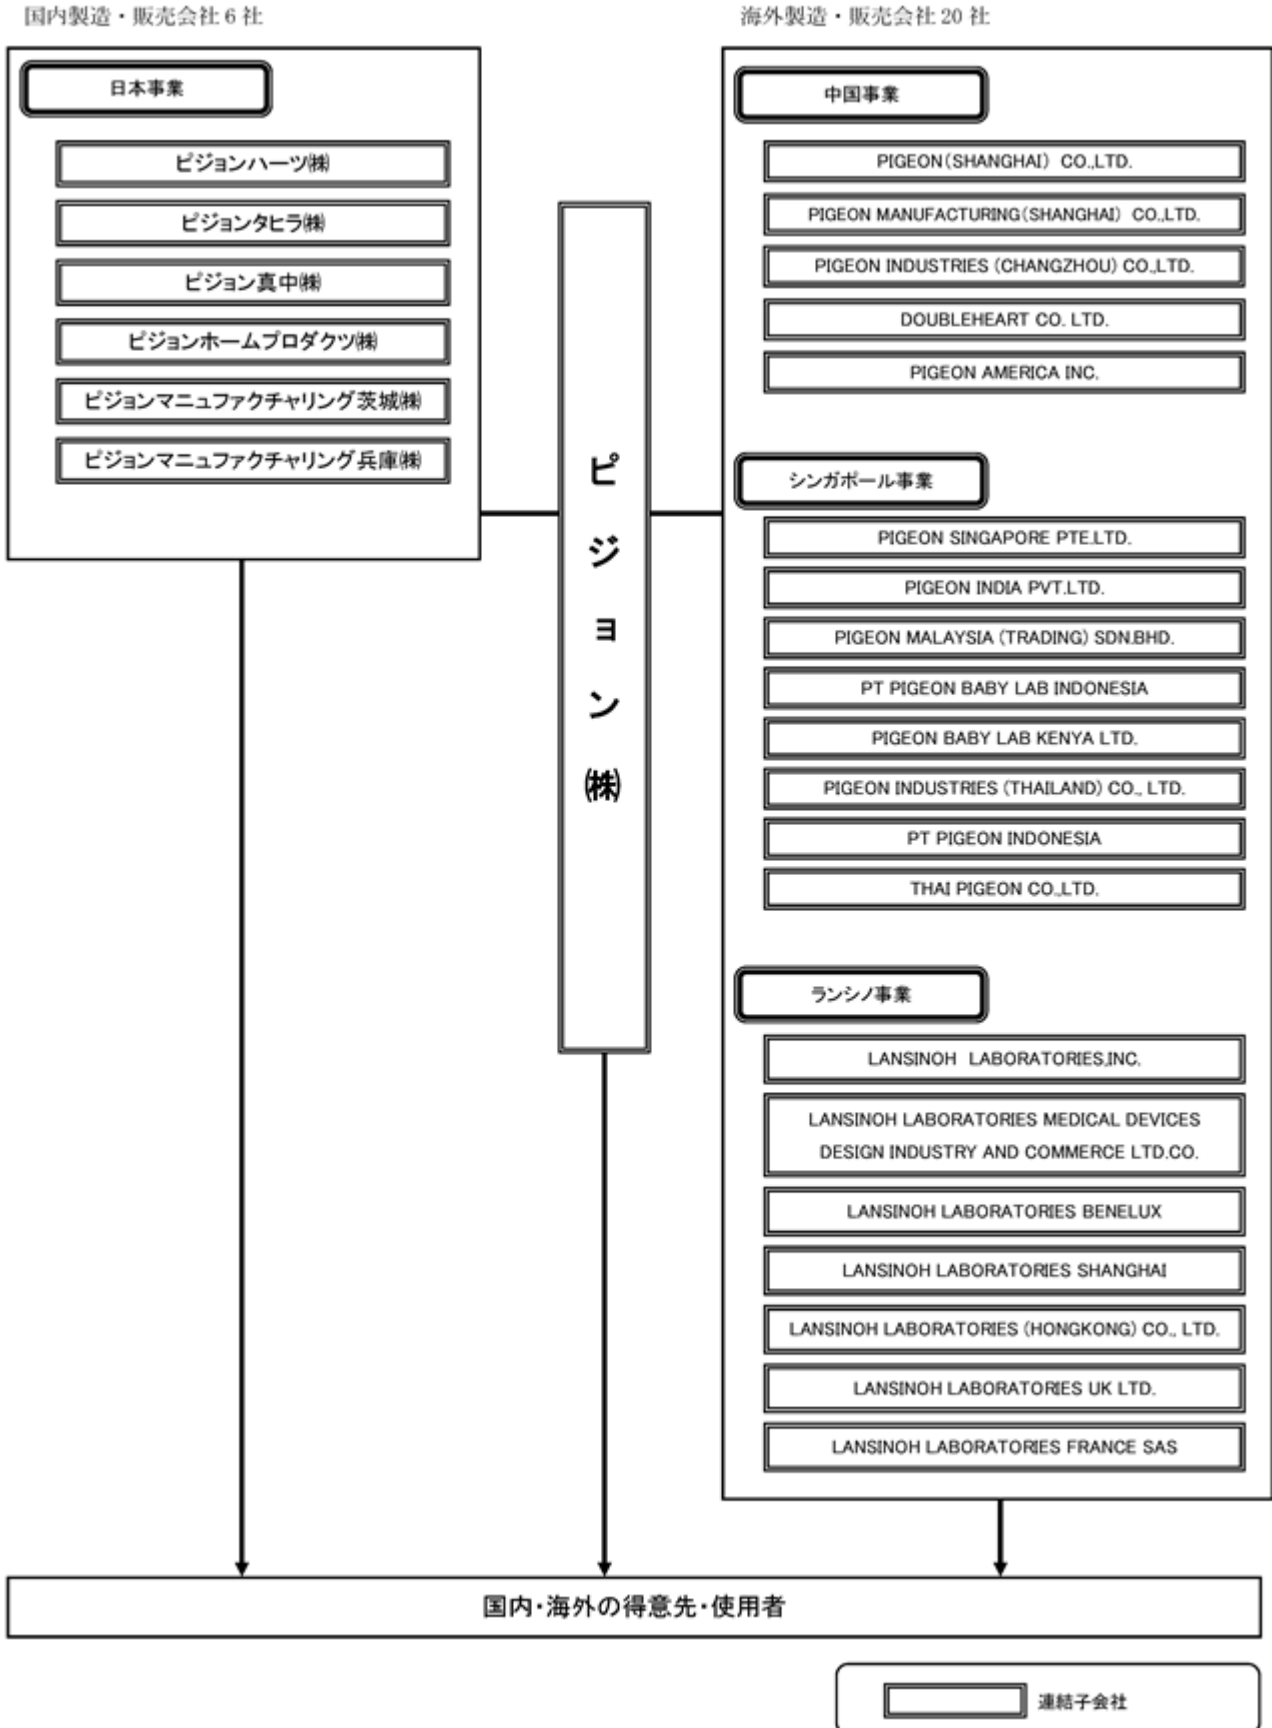 国内製造・販売会社 6 社
日本事業
ピジョンハーツ㈱
ピジョンタヒラ㈱
ピジョン真中㈱
ピジョンホームプロダクツ㈱
ピジョンマニュファクチャリング茨城㈱
ピジョンマニュファクチャリング兵庫㈱
ピジョン㈱
海外製造・販売会社 20 社
中国事業
PIGEON(SHANGHAI) CO.,LTD.
PIGEON MANUFACTURING(SHANGHAI) CO.,LTD.
PIGEON INDUSTRIES (CHANGZHOU) CO.,LTD.
DOUBLEHEART CO. LTD.
PIGEON AMERICA INC.
シンガポール事業
PIGEON SINGAPORE PTE.LTD.
PIGEON INDIA PVT.LTD.
PIGEON MALAYSIA (TRADING) SDN.BHD.
PT PIGEON BABY LAB INDONESIA
PIGEON BABY LAB KENYA LTD.
PIGEON INDUSTRIES (THAILAND) CO., LTD.
PT PIGEON INDONESIA
THAI PIGEON CO.,LTD.
ランシノ事業
LANSINOH LABORATORIES,INC.
LANSINOH LABORATORIES MEDICAL DEVICES
DESIGN INDUSTRY AND COMMERCE LTD.CO.
LANSINOH LABORATORIES BENELUX
LANSINOH LABORATORIES SHANGHAI
LANSINOH LABORATORIES (HONGKONG) CO., LTD.
LANSINOH LABORATORIES UK LTD.
LANSINOH LABORATORIES FRANCE SAS
国内・海外の得意先・使用者
連結子会社